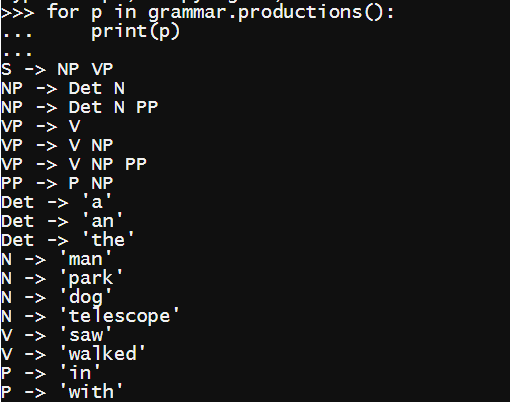 >>> for p in grammar.productions():
...     print(p)
...
S -> NP VP
NP -> Det N
NP -> Det N PP
VP -> V
VP -> V NP
VP -> V NP PP
PP -> P NP
Det -> 'a'
Det -> 'an'
Det -> 'the'
N -> 'man'
N -> 'park'
N -> 'dog'
N -> 'telescope'
V -> 'saw'
V -> 'walked'
P -> 'in'
P -> 'with'